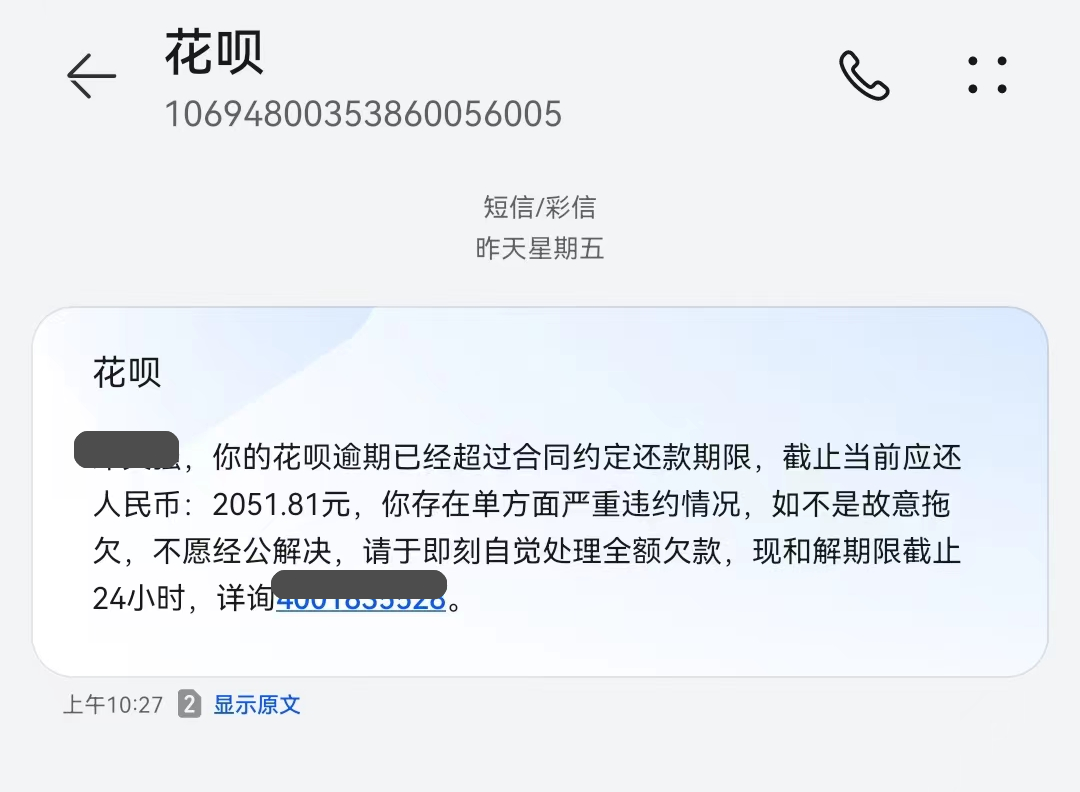 花呗
10694800353860056005
短信/彩信
昨天星期五
花呗
，你的花呗逾期已经超过合同约定还款期限，截止当前应还
人民币：2051.81元，你存在单方面严重违约情况，如不是故意拖
欠，不愿经公解决，请于即刻自觉处理全额欠款，现和解期限截止
24小时，详询。
上午10:27 2 显示原文